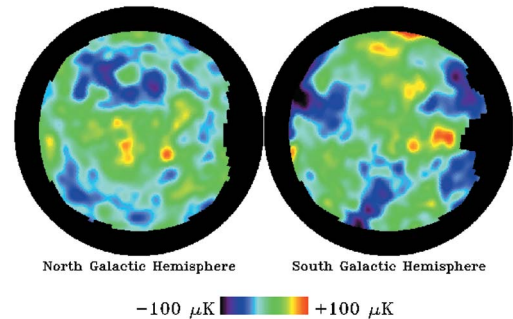 North Galactic Hemisphere South Galactic Hemisphere
−100 μK +100 μK